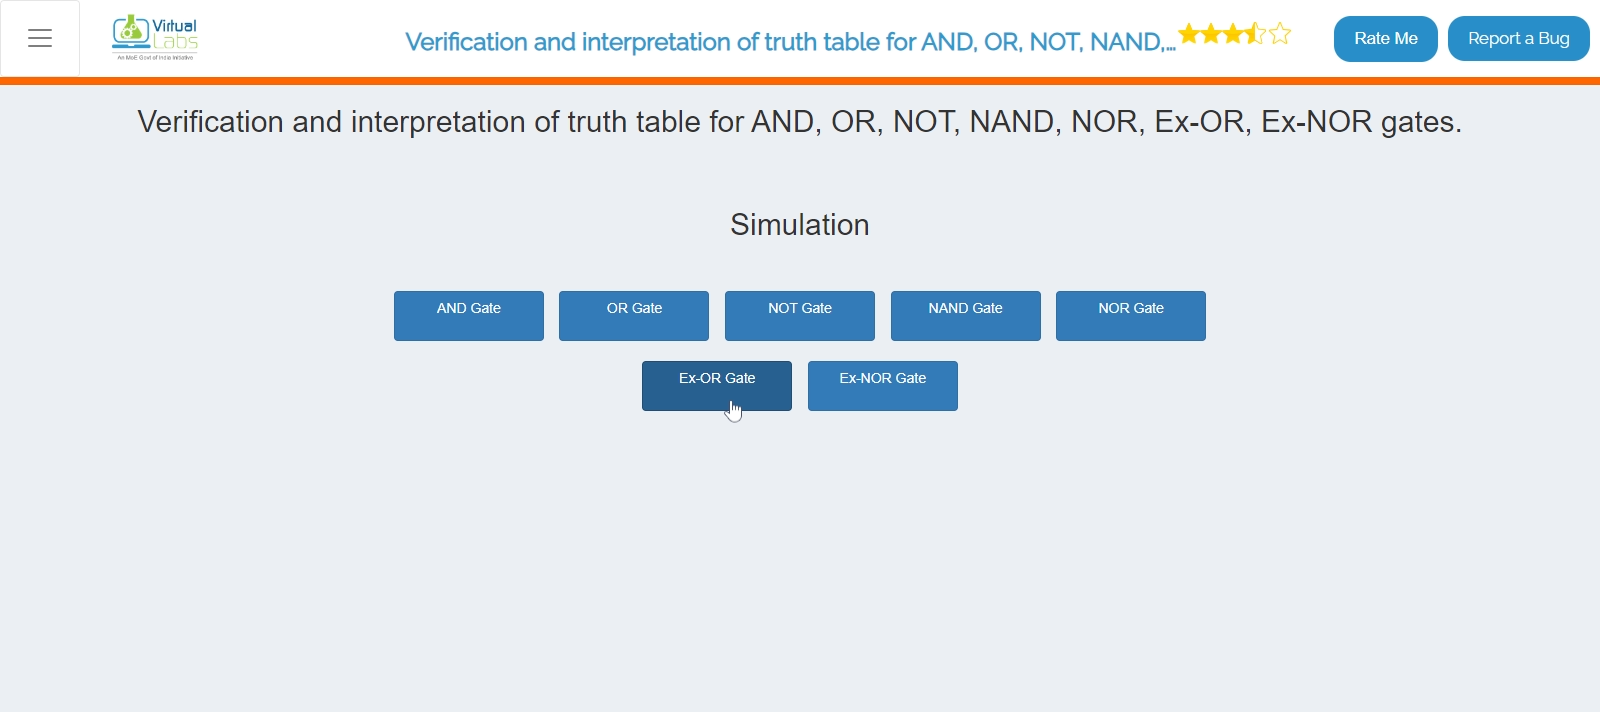 Virtual
Labs
An MoE Govt of India Initiative
Verification and interpretation of truth table for AND, OR, NOT, NAND,...
Rate Me
Report a Bug
Verification and interpretation of truth table for AND, OR, NOT, NAND, NOR, Ex-OR, Ex-NOR gates.
Simulation
AND Gate
OR Gate
NOT Gate
NAND Gate
NOR Gate
Ex-OR Gate
Ex-NOR Gate